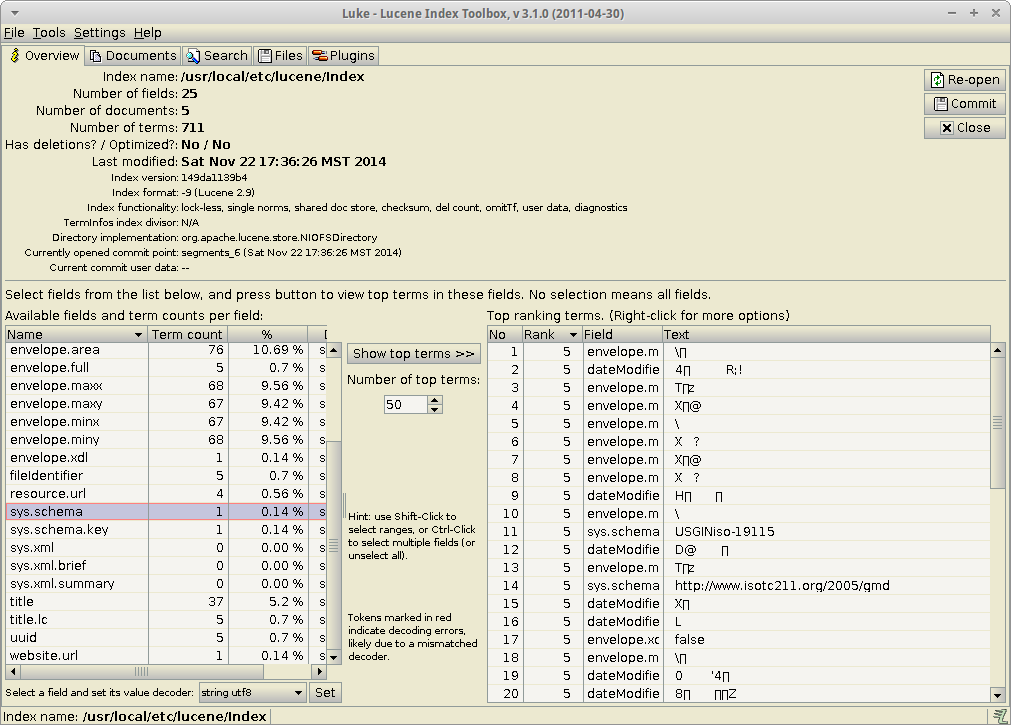 Luke - Lucene Index Toolbox, v 3.1.0 (2011-04-30)
File Tools Settings Help
Overview Documents Search Files Plugins
Index name: /usr/local/etc/lucene/Index
Number of fields: 25
Number of documents: 5
Number of terms: 711
Has deletions? / Optimized?: No / No
Last modified: Sat Nov 22 17:36:26 MST 2014
Index version: 149da1139b4
Index format: -9 (Lucene 2.9)
Index functionality: lock-less, single norms, shared doc store, checksum, del count, omitTf, user data, diagnostics
TermInfos index divisor: N/A
Directory implementation: org.apache.lucene.store.NIOFSDirectory
Currently opened commit point: segments_6 (Sat Nov 22 17:36:26 MST 2014)
Current commit user data: --
Re-open
Commit
Close
Select fields from the list below, and press button to view top terms in these fields. No selection means all fields.
Available fields and term counts per field:
Name Term count %
envelope.area 76 10.69 % s
envelope.full 5 0.7 % s
envelope.maxx 68 9.56 % s
envelope.maxy 67 9.42 % s
envelope.minx 67 9.42 % s
envelope.miny 68 9.56 % s
envelope.xdl 1 0.14 % s
fileIdentifier 5 0.7 % s
resource.url 4 0.56 % s
sys.schema 1 0.14 % s
sys.schema.key 1 0.14 % s
sys.xml 0 0.00 % s
sys.xml.brief 0 0.00 % s
sys.xml.summary 0 0.00 % s
title 37 5.2 % s
title.lc 5 0.7 % s
uuid 5 0.7 % s
website.url 1 0.14 % s
Select a field and set its value decoder: string utf8 Set
Show top terms >>
Number of top terms:
50
Hint: use Shift-Click to
select ranges, or Ctrl-Click
to select multiple fields (or
unselect all).
Tokens marked in red
indicate decoding errors,
likely due to a mismatched
decoder.
Top ranking terms. (Right-click for more options)
No Rank Field Text
1 5 envelope.m \
2 5 dateModifie 4 R;!
3 5 envelope.m T z
4 5 envelope.m X @
5 5 envelope.m \
6 5 envelope.m X ?
7 5 envelope.m X @
8 5 envelope.m X ?
9 5 dateModifie H
10 5 envelope.m \
11 5 sys.schema USGINiso-19115
12 5 dateModifie D@
13 5 envelope.m T z
14 5 sys.schema http://www.isotc211.org/2005/gmd
15 5 dateModifie X
16 5 dateModifie L
17 5 envelope.xc false
18 5 envelope.m \
19 5 dateModifie 0 '4
20 5 dateModifie 8 Z
Index name: /usr/local/etc/lucene/Index